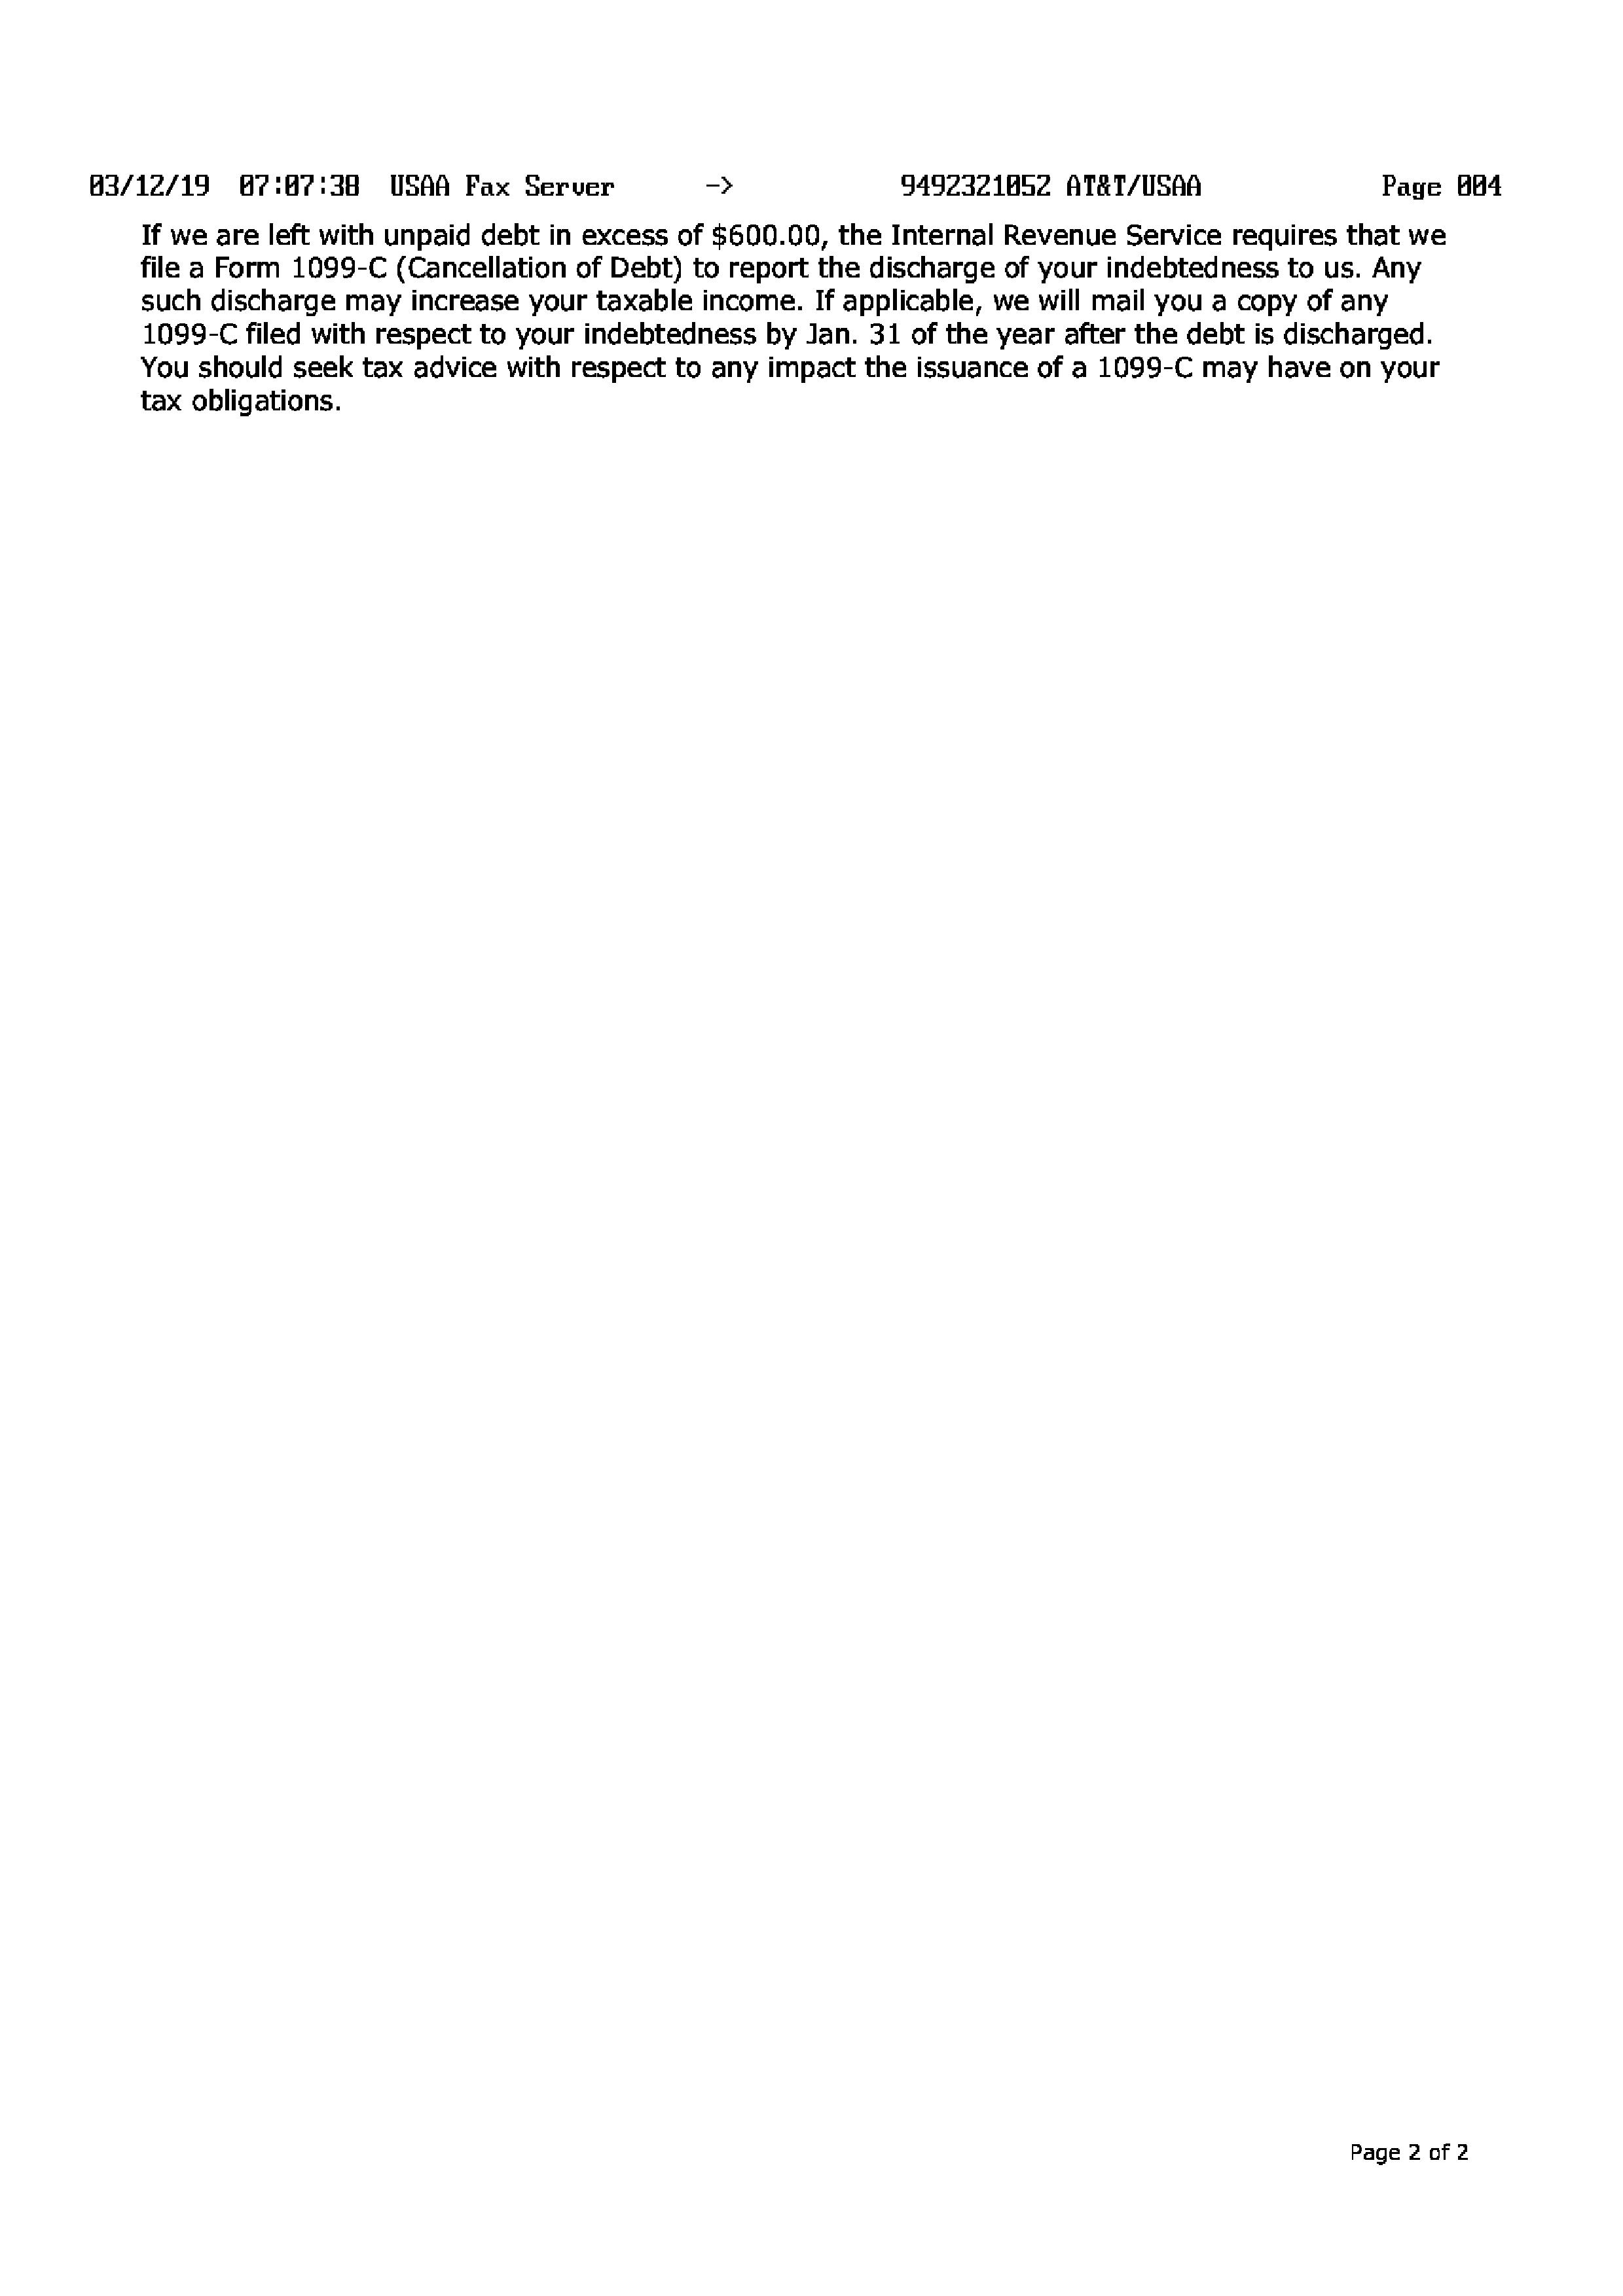 03/12/19 07:07:38 USAA Fax Server -> 9492321052 AT&T/USAA Page 004
If we are left with unpaid debt in excess of $600.00, the Internal Revenue Service requires that we
file a Form 1099-C (Cancellation of Debt) to report the discharge of your indebtedness to us. Any
such discharge may increase your taxable income. If applicable, we will mail you a copy of any
1099-C filed with respect to your indebtedness by Jan. 31 of the year after the debt is discharged.
You should seek tax advice with respect to any impact the issuance of a 1099-C may have on your
tax obligations.
Page 2 of 2